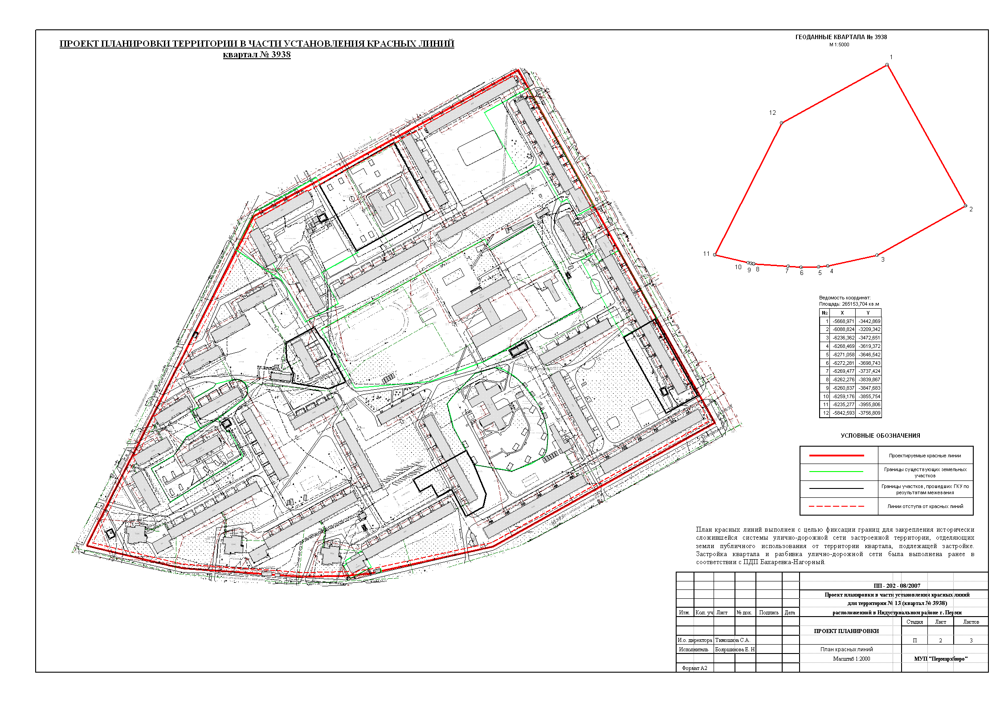 ПРОЕКТ ПЛАНИРОВКИ ТЕРРИТОРИИ В ЧАСТИ УСТАНОВЛЕНИЯ КРАСНЫХ ЛИНИЙ
квартал № 3938
ГЕОДАННЫЕ КВАРТАЛА № 3938
М 1:5000
1
12
2
11
3
10
9
8
7
6
5
4
УЛ.ГЕОЛОГОВ
УЛ.КОМПОЗИТОРА ГЛИНКИ
Ведомость координат:
Площадь: 265153,704 кв.м
№ X Y
1 -5668,971 -3442,869
2 -6088,824 -3209,342
3 -6236,362 -3472,651
4 -6268,469 -3619,372
5 -6271,058 -3646,542
6 -6272,281 -3698,743
7 -6269,477 -3737,424
8 -6262,276 -3839,867
9 -6260,837 -3847,683
10 -6259,176 -3855,754
11 -6235,277 -3955,806
12 -5842,593 -3756,809
УСЛОВНЫЕ ОБОЗНАЧЕНИЯ
Проектируемые красные линии
Границы существующих земельных
участков
Границы участков, прошедших ГКУ по
результатам межевания
Линии отступа от красных линий
План красных линий выполнен с целью фиксации границ для закрепления исторически
сложившейся системы улично-дорожной сети застроенной территории, отделяющих
земли публичного использования от территории квартала, подлежащей застройке.
Застройка квартала и разбивка улично-дорожной сети была выполнена ранее в
соответствии с ПДП Бахаревка-Нагорный.
ПП - 202 - 08/2007
Проект планировки в части установления красных линий
для территории № 13 (квартал № 3938)
расположенной в Индустриальном районе г. Перми
Изм. Кол. уч Лист № док. Подпись Дата
Стадия Лист Листов
ПРОЕКТ ПЛАНИРОВКИ
И.о. директора Тимошина С.А.
П 2 3
Исполнитель Бояршинова Е. Н
План красных линий
Масштаб 1:2000
МУП "Пермархбюро"
Формат А2